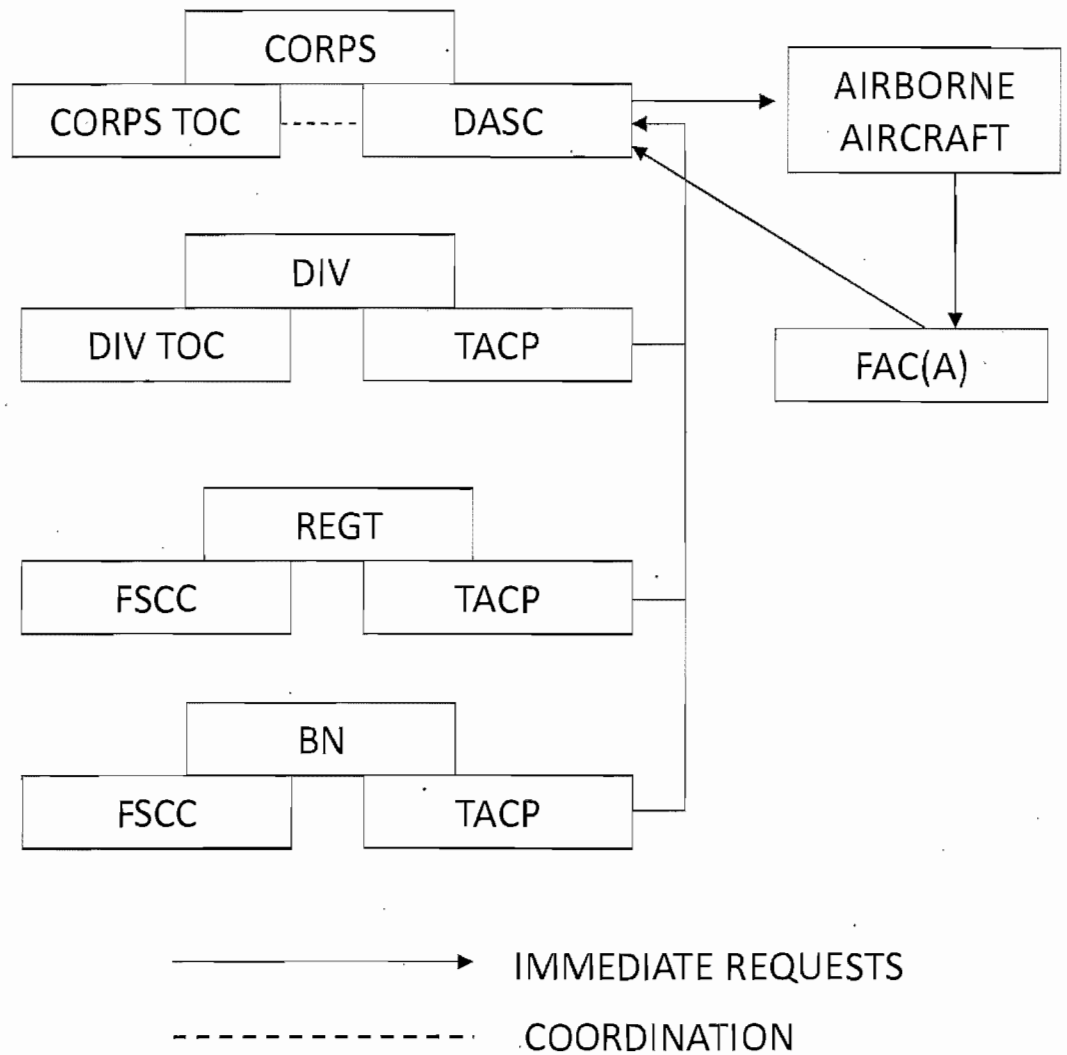 CORPS
CORPS TOC
DASC
AIRBORNE
AIRCRAFT
DIV
DIV TOC
TACP
FAC(A)
REGT
FSCC
TACP
BN
FSCC
TACP
IMMEDIATE REQUESTS
COORDINATION